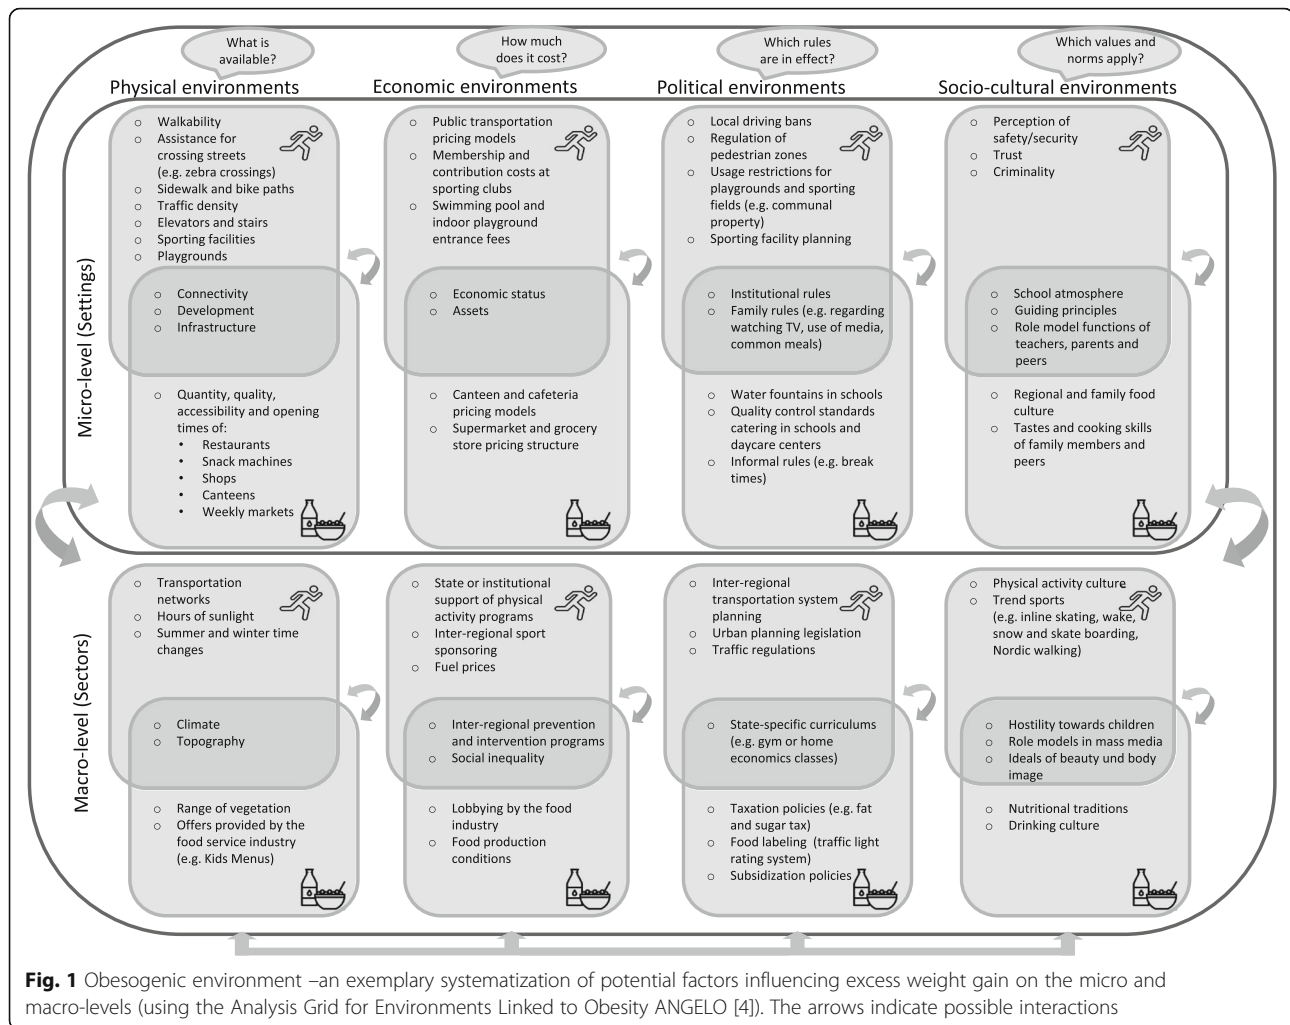 What is
available?
How much
does it cost?
Which rules
are in effect?
Which values and
norms apply?
Physical environments
Economic environments
Political environments
Socio-cultural environments
Micro-level (Settings)
○ Walkability
○ Assistance for
crossing streets
(e.g. zebra crossings)
○ Sidewalk and bike paths
○ Traffic density
○ Elevators and stairs
○ Sporting facilities
○ Playgrounds
○ Connectivity
○ Development
○ Infrastructure
○ Quantity, quality,
accessibility and opening
times of:
• Restaurants
• Snack machines
• Shops
• Canteens
• Weekly markets
○ Public transportation
pricing models
○ Membership and
contribution costs at
sporting clubs
○ Swimming pool and
indoor playground
entrance fees
○ Economic status
○ Assets
○ Canteen and cafeteria
pricing models
○ Supermarket and grocery
store pricing structure
○ Local driving bans
○ Regulation of
pedestrian zones
○ Usage restrictions for
playgrounds and sporting
fields (e.g. communal
property)
○ Sporting facility planning
○ Institutional rules
○ Family rules (e.g. regarding
watching TV, use of media,
common meals)
○ Water fountains in schools
○ Quality control standards
catering in schools and
daycare centers
○ Informal rules (e.g. break
times)
○ Perception of
safety/security
○ Trust
○ Criminality
○ School atmosphere
○ Guiding principles
○ Role model functions of
teachers, parents and
peers
○ Regional and family food
culture
○ Tastes and cooking skills
of family members and
peers
Macro-level (Sectors)
○ Transportation
networks
○ Hours of sunlight
○ Summer and winter time
changes
○ Climate
○ Topography
○ Range of vegetation
○ Offers provided by the
food service industry
(e.g. Kids Menus)
○ State or institutional
support of physical
activity programs
○ Inter-regional sport
sponsoring
○ Fuel prices
○ Inter-regional prevention
and intervention programs
○ Social inequality
○ Lobbying by the food
industry
○ Food production
conditions
○ Inter-regional
transportation system
planning
○ Urban planning legislation
○ Traffic regulations
○ State-specific curriculums
(e.g. gym or home
economics classes)
○ Taxation policies (e.g. fat
and sugar tax)
○ Food labeling (traffic light
rating system)
○ Subsidization policies
○ Physical activity culture
○ Trend sports
(e.g. inline skating, wake,
snow and skate boarding,
Nordic walking)
○ Hostility towards children
○ Role models in mass media
○ Ideals of beauty und body
image
○ Nutritional traditions
○ Drinking culture
Fig. 1 Obesogenic environment –an exemplary systematization of potential factors influencing excess weight gain on the micro and
macro-levels (using the Analysis Grid for Environments Linked to Obesity ANGELO [4]). The arrows indicate possible interactions